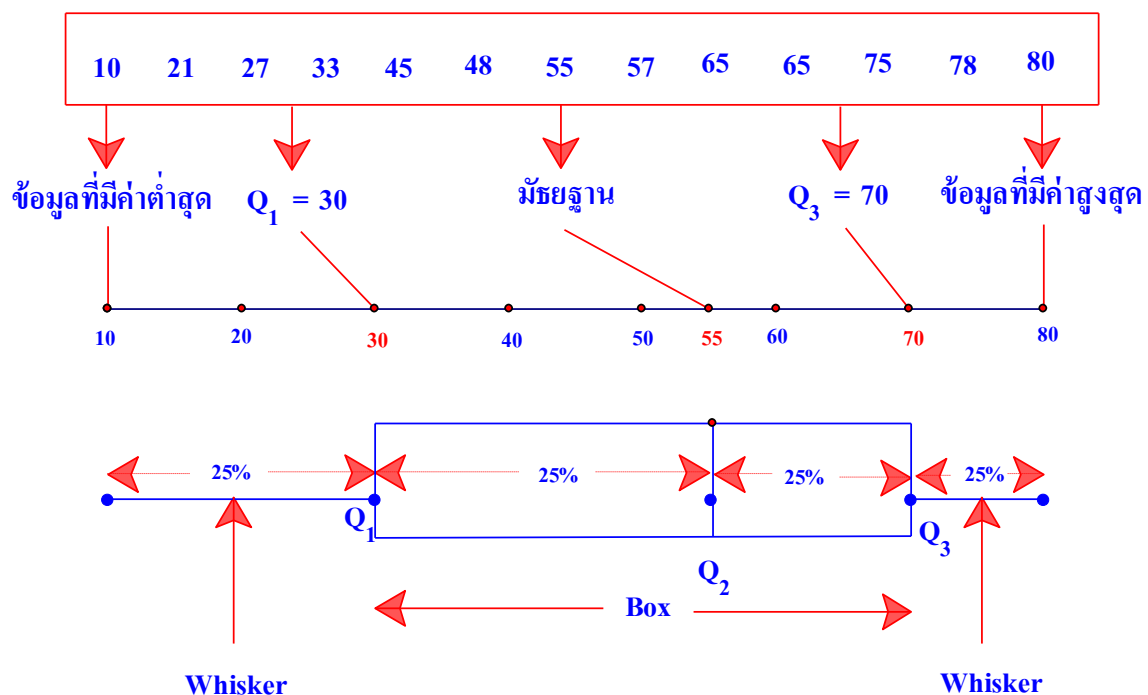 10 21 27 33 45 48 55 57 65 65 75 78 80
ข้อมูลที่มีค่าต่ำสุด Q1 = 30 มัธยฐาน Q3 = 70 ข้อมูลที่มีค่าสูงสุด
10 20 30 40 50 55 60 70 80
25% 25% 25% 25%
Q1 Q3
Q2
Box
Whisker Whisker